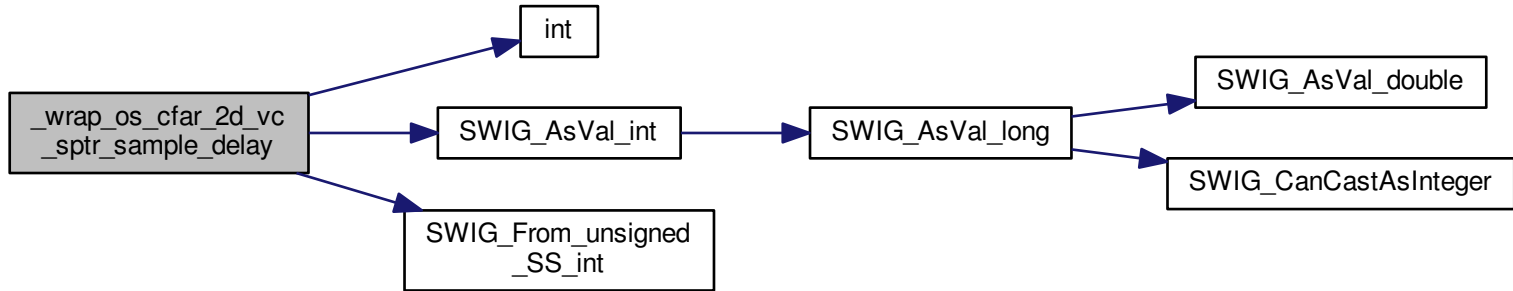 _wrap_os_cfar_2d_vc
_sptr_sample_delay
int
SWIG_AsVal_int
SWIG_From_unsigned
_SS_int
SWIG_AsVal_long
SWIG_AsVal_double
SWIG_CanCastAsInteger